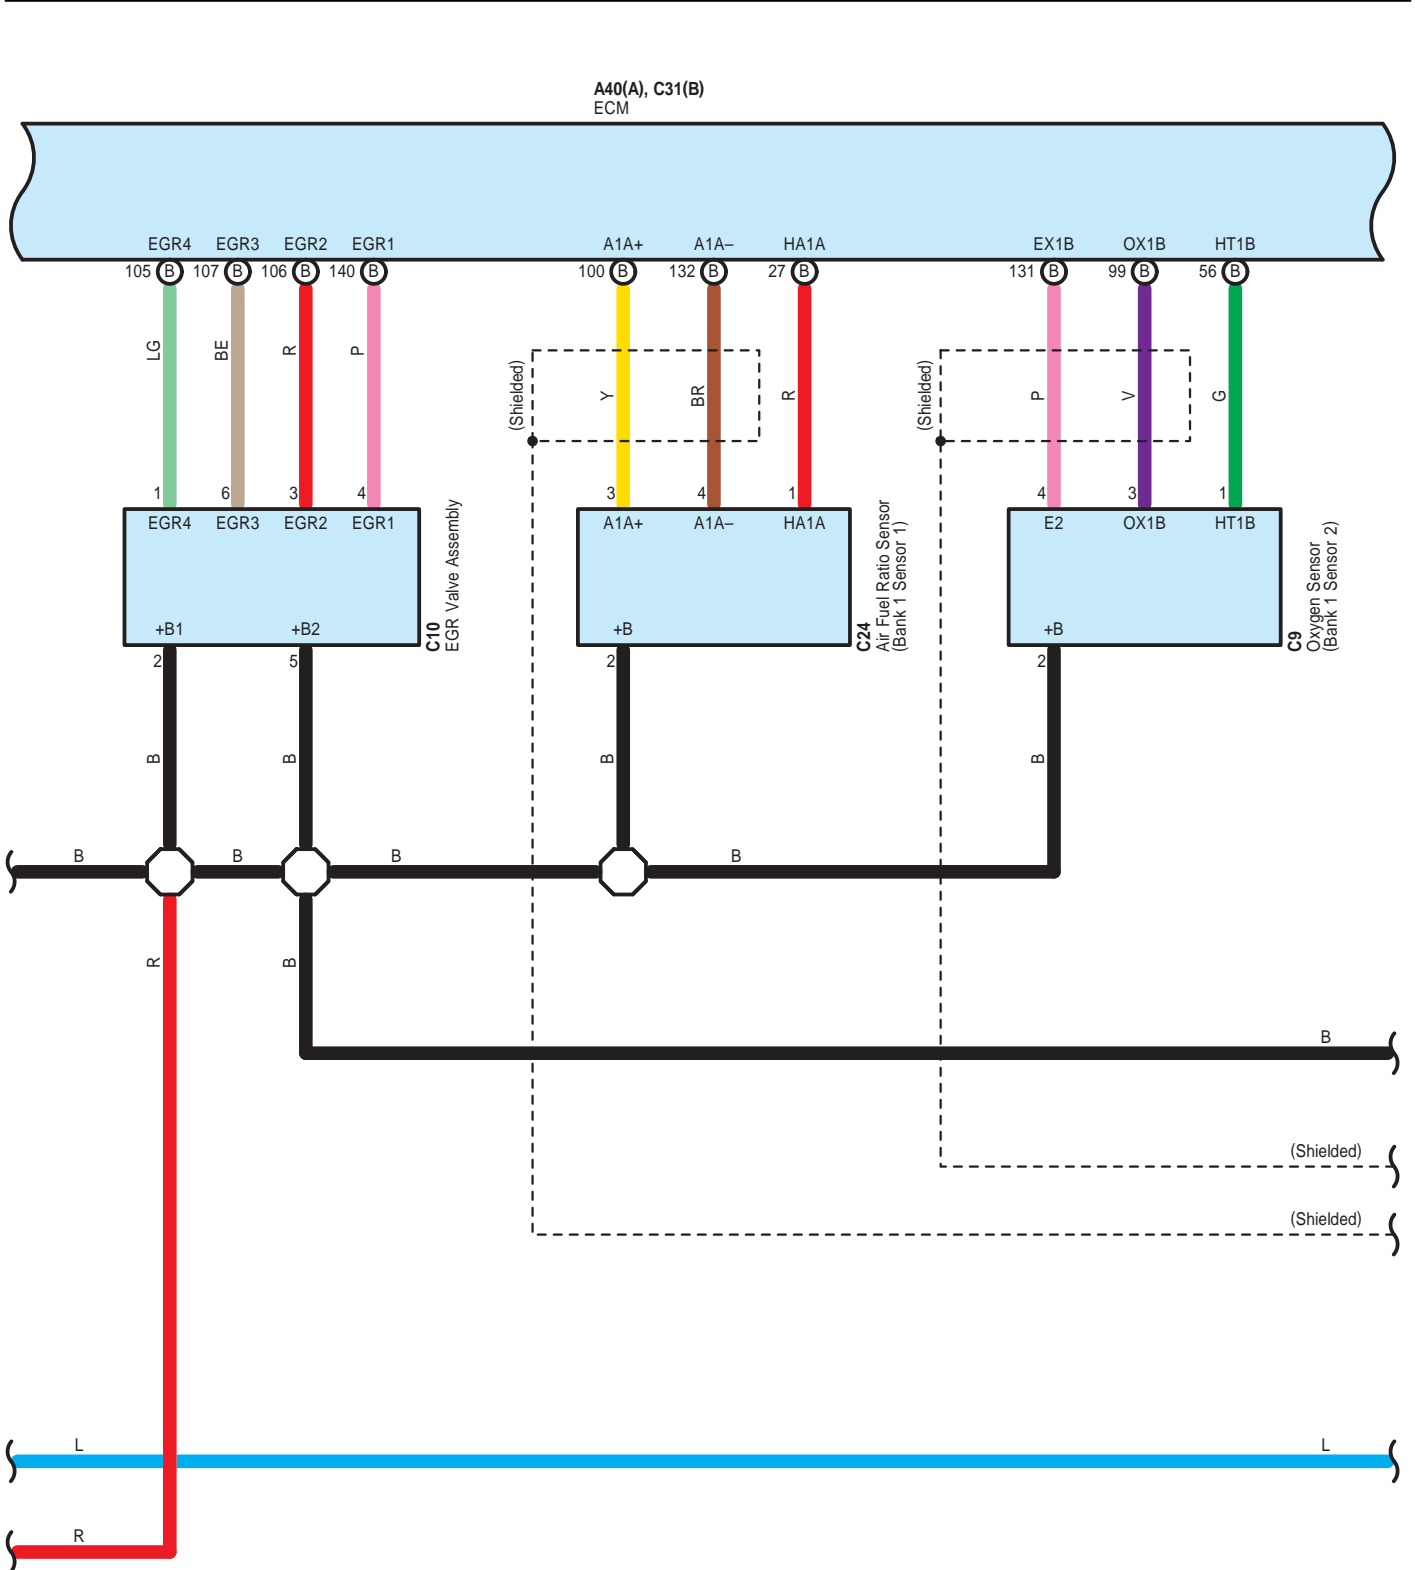 A40(A), C31(B)
ECM
EGR4 EGR3 EGR2 EGR1 A1A+ A1A– HA1A EX1B OX1B HT1B
105 B 107 B 106 B 140 B 100 B 132 B 27 B 131 B 99 B 56 B
LG BE R P
(Shielded) Y BR R
(Shielded) P V G
1 6 3 4 3 4 1 4 3 1
EGR4 EGR3 EGR2 EGR1 A1A+ A1A– HA1A E2 OX1B HT1B
+B1 +B2 +B +B
C10
EGR Valve Assembly
C24
Air Fuel Ratio Sensor
(Bank 1 Sensor 1)
C9
Oxygen Sensor
(Bank 1 Sensor 2)
2 5 2 2
B B B B
B B B B
R B
B
(Shielded)
(Shielded)
L L
R